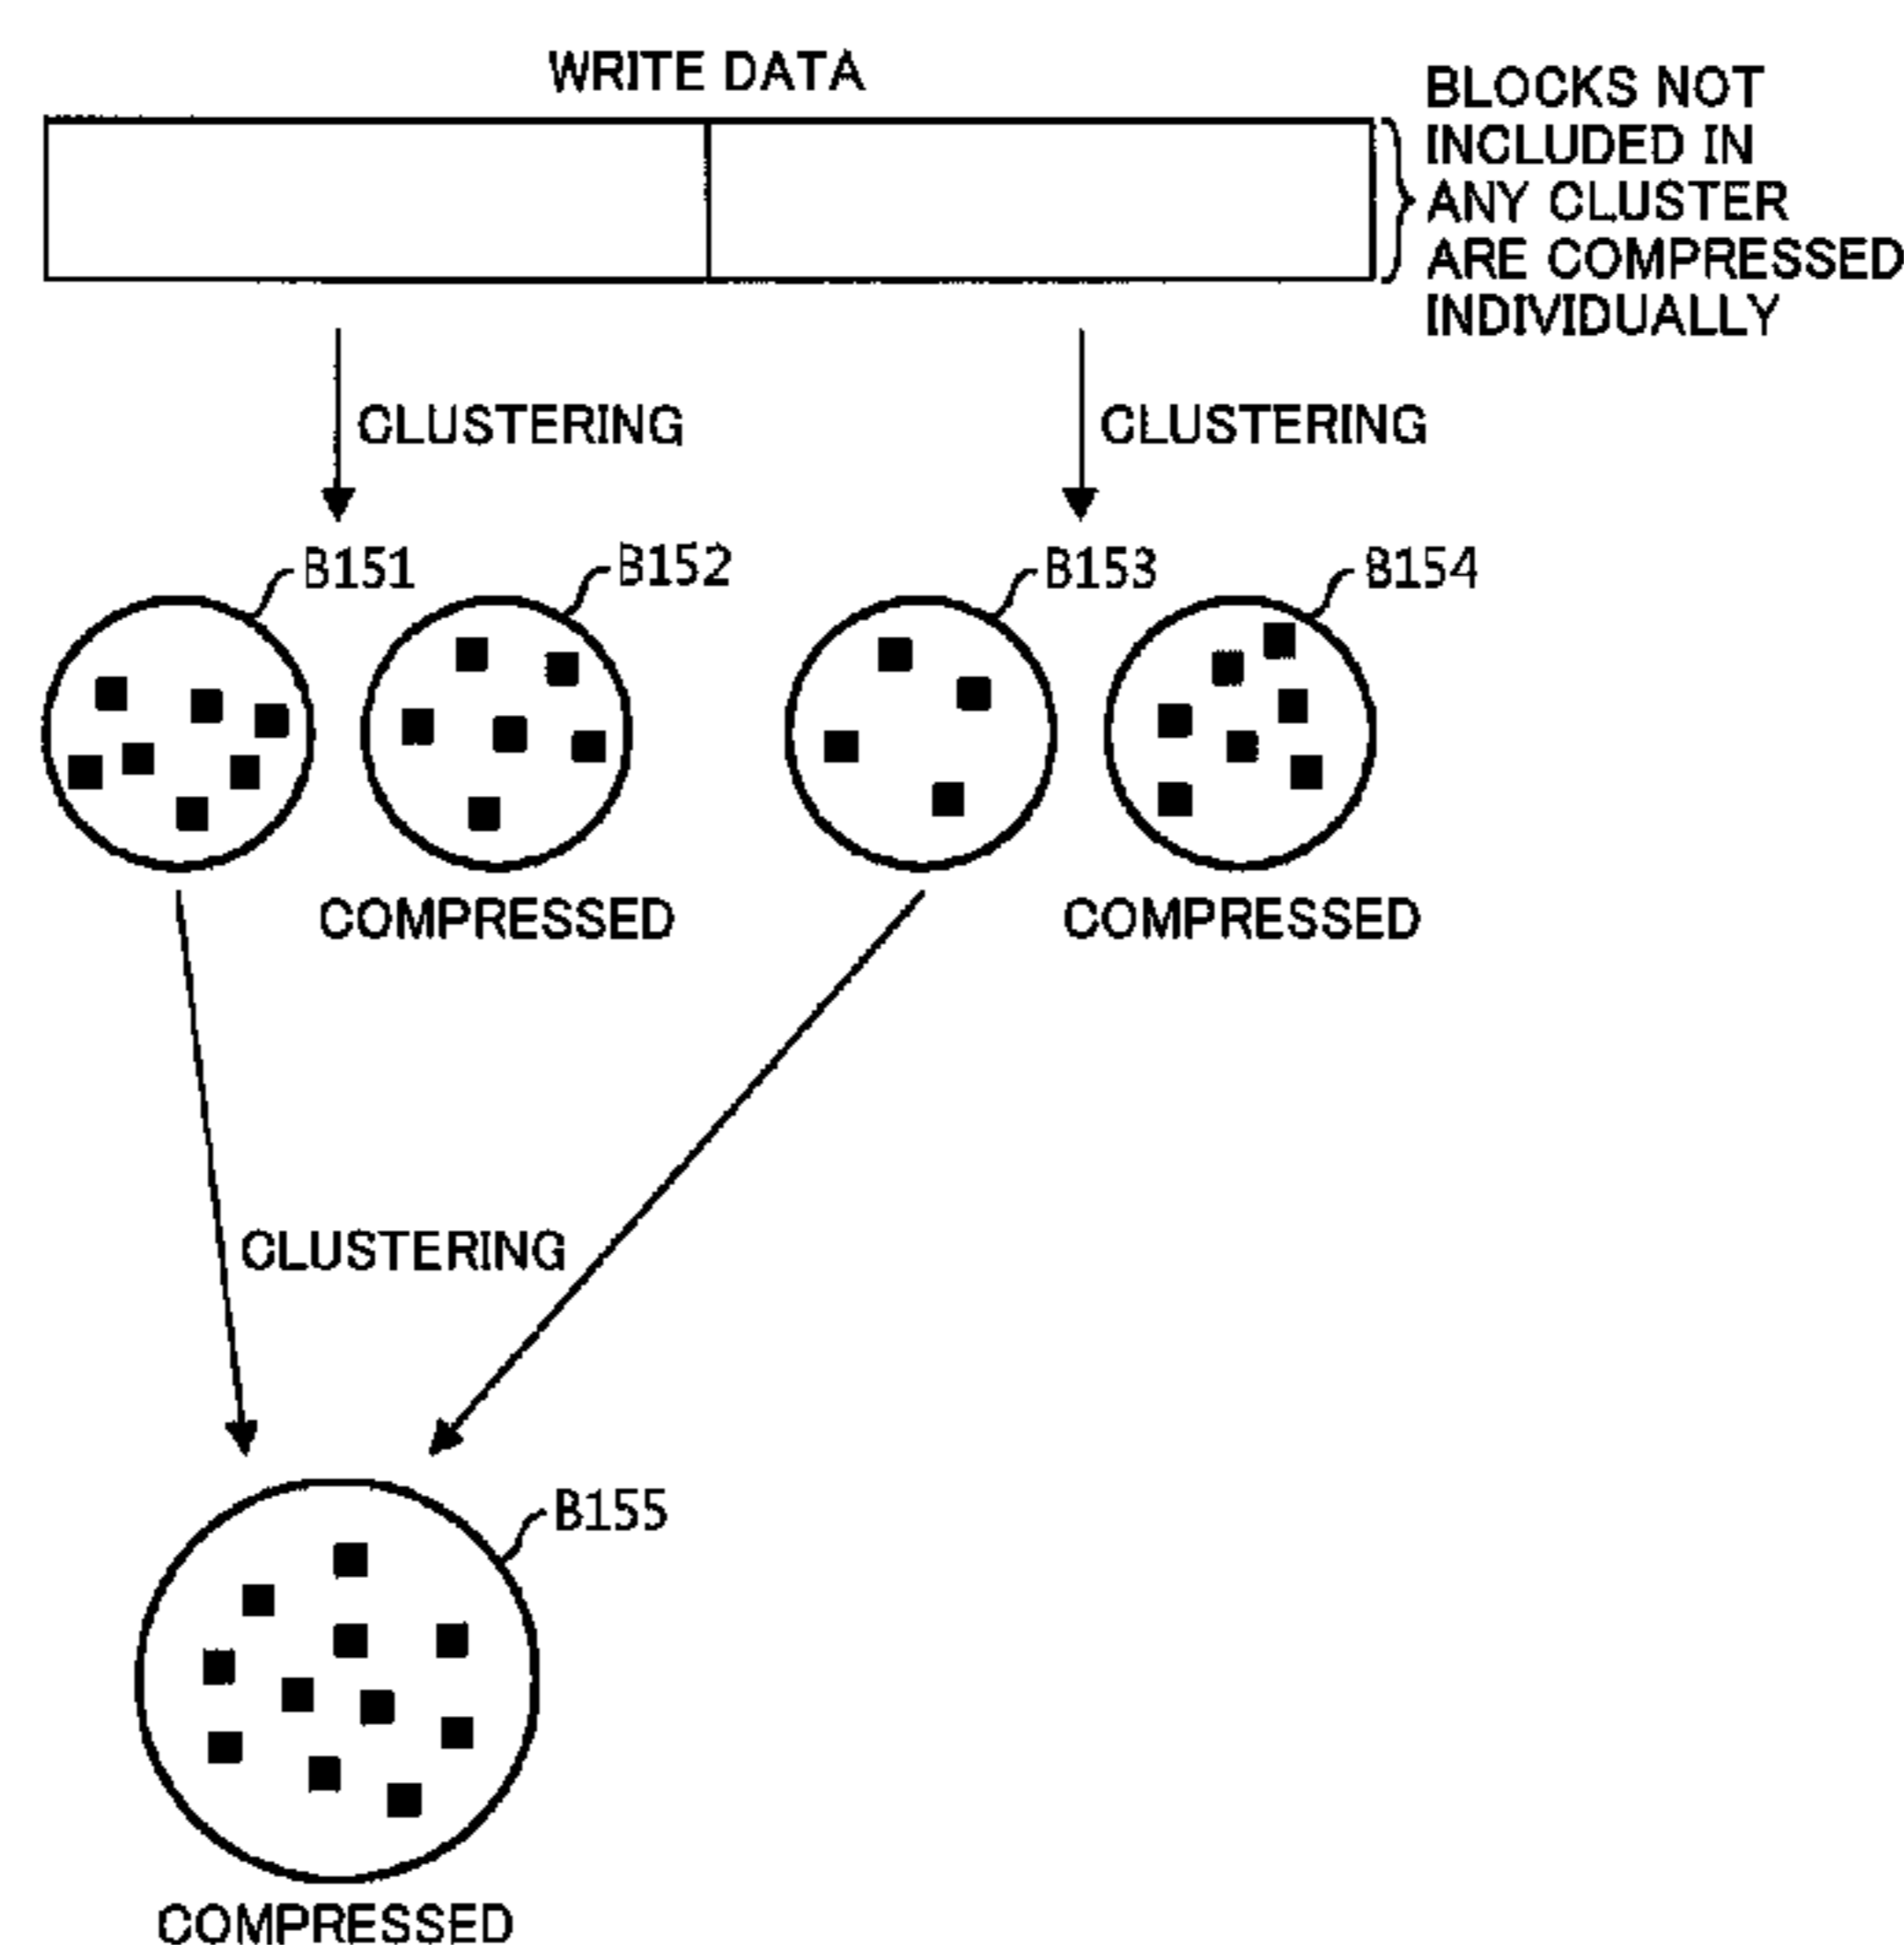 WRITE DATA
BLOCKS NOT
INCLUDED IN
ANY CLUSTER
ARE COMPRESSED
INDIVIDUALLY
CLUSTERING
CLUSTERING
B151
B152
B153
B154
COMPRESSED
COMPRESSED
CLUSTERING
B155
COMPRESSED